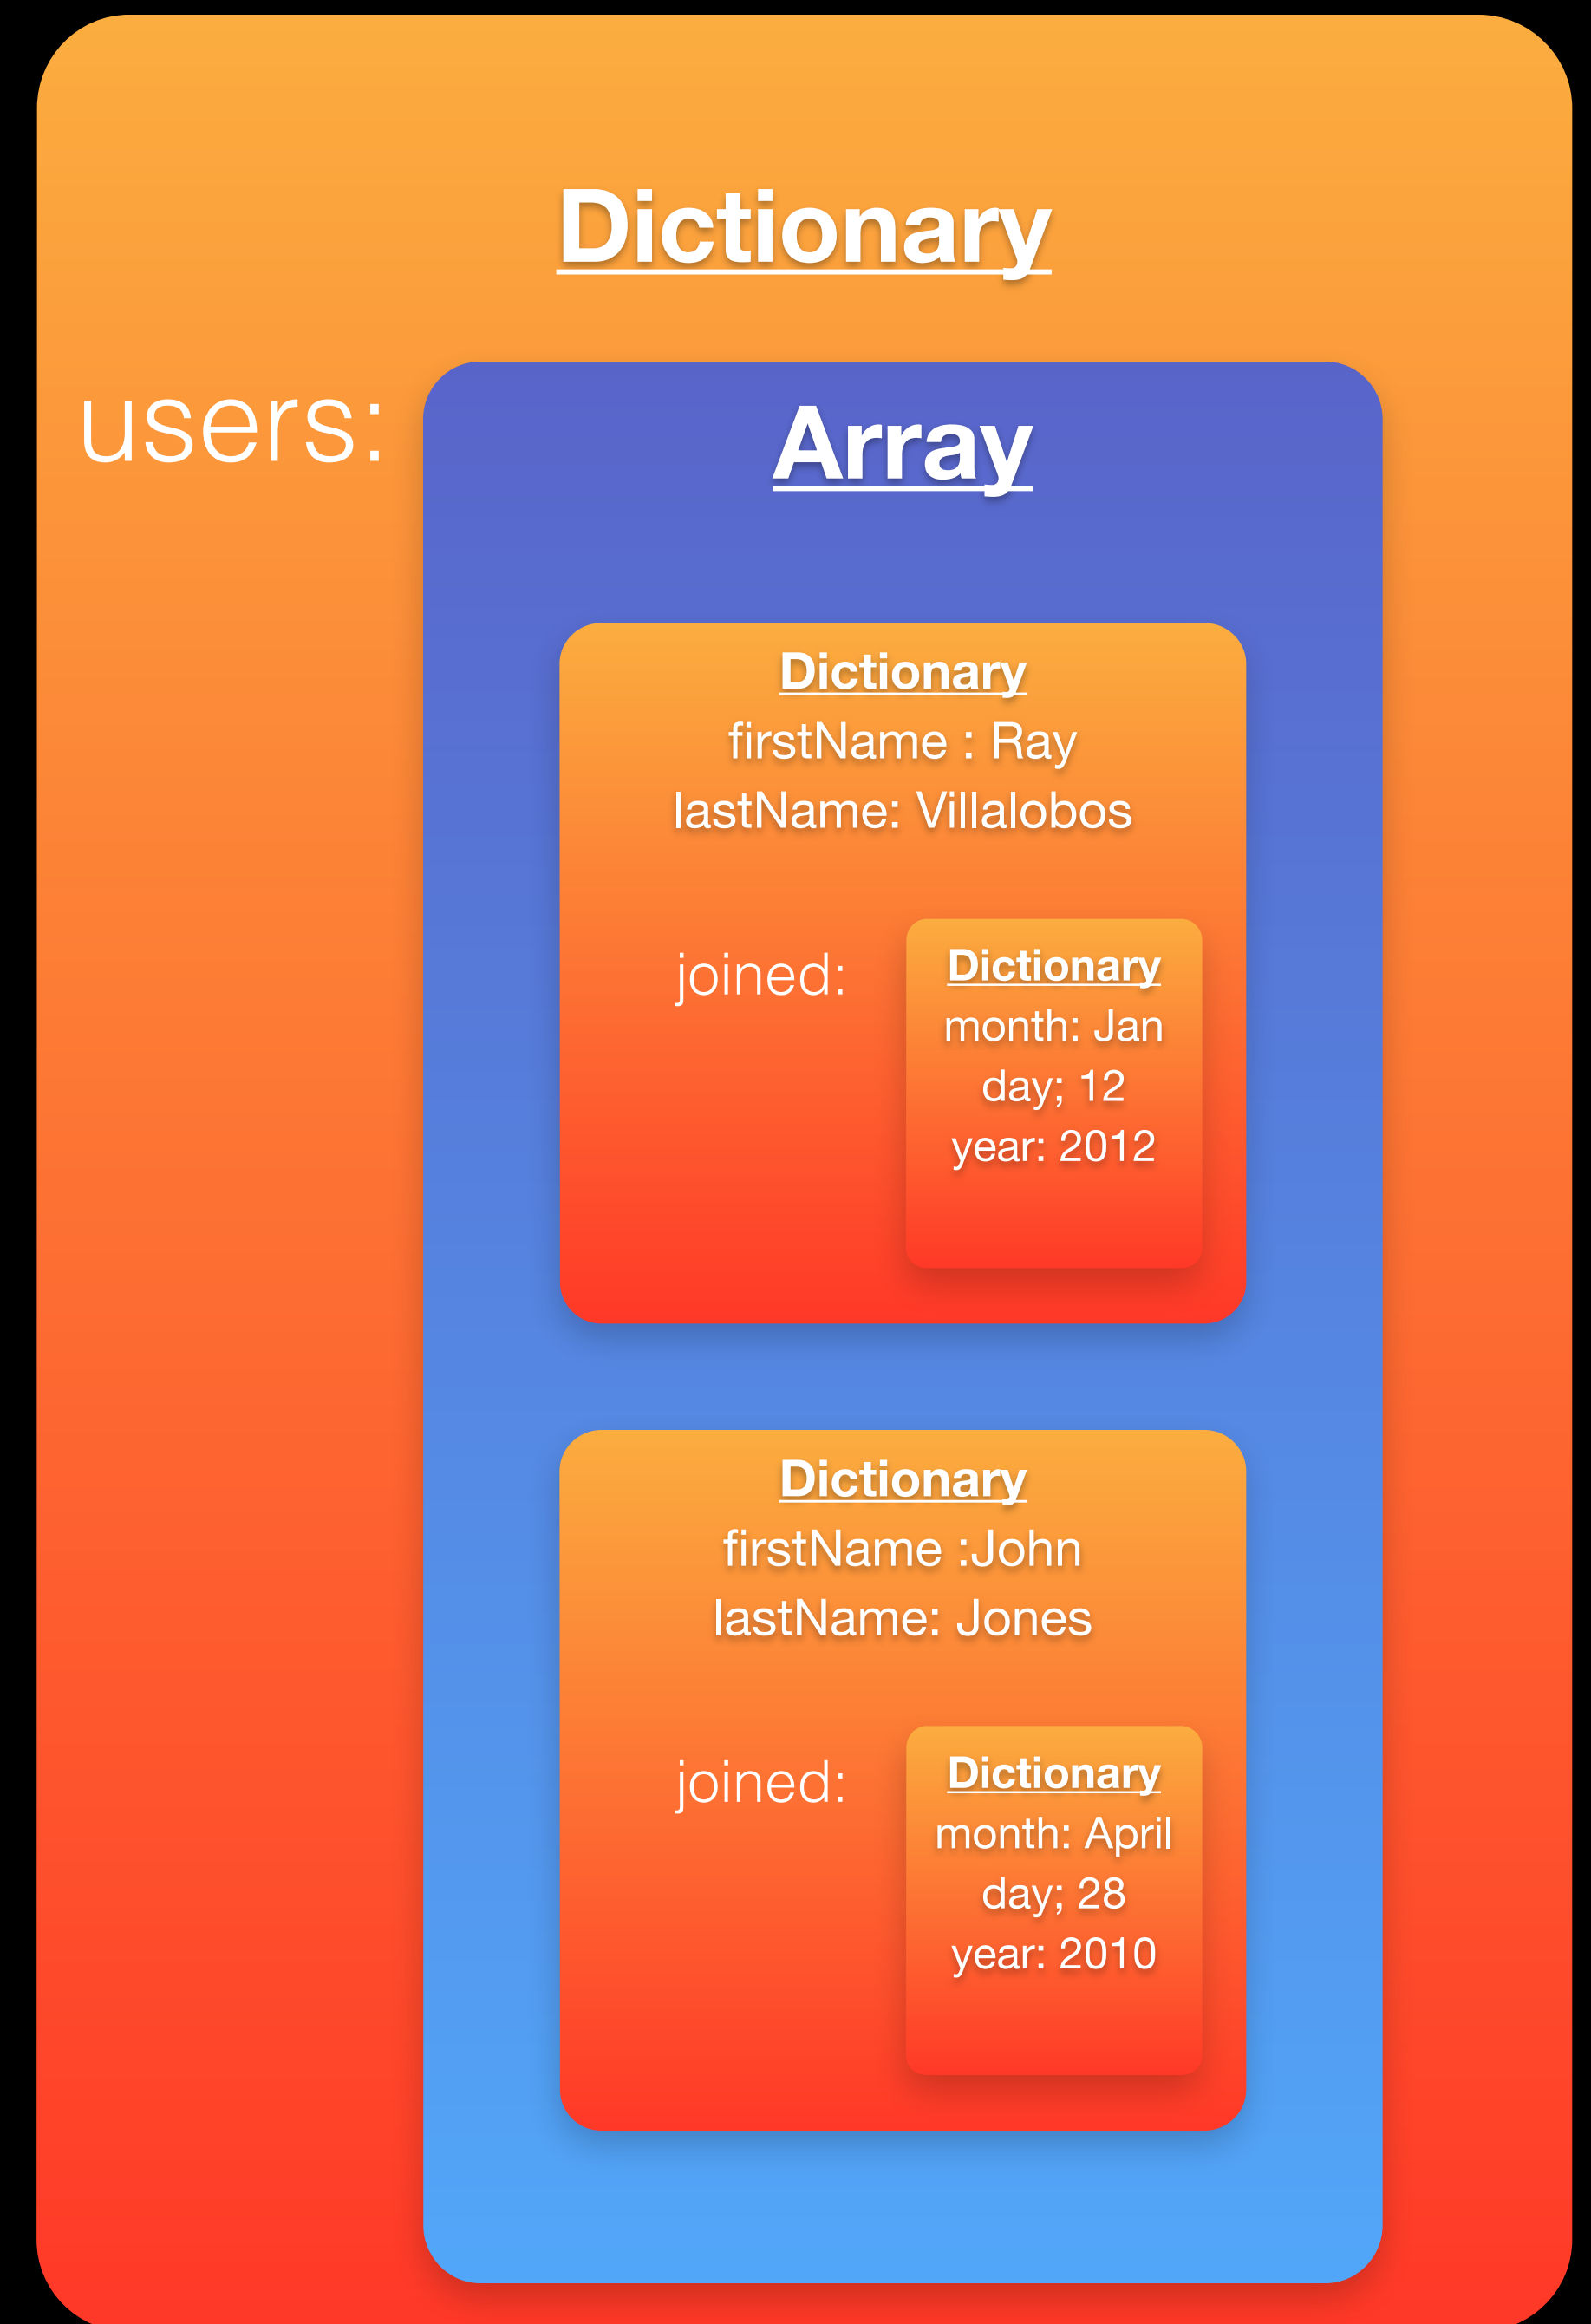 Dictionary
users:
Array
Dictionary
firstName : Ray
lastName: Villalobos
joined:
Dictionary
month: Jan
day; 12
year: 2012
Dictionary
firstName :John
lastName: Jones
joined:
Dictionary
month: April
day; 28
year: 2010